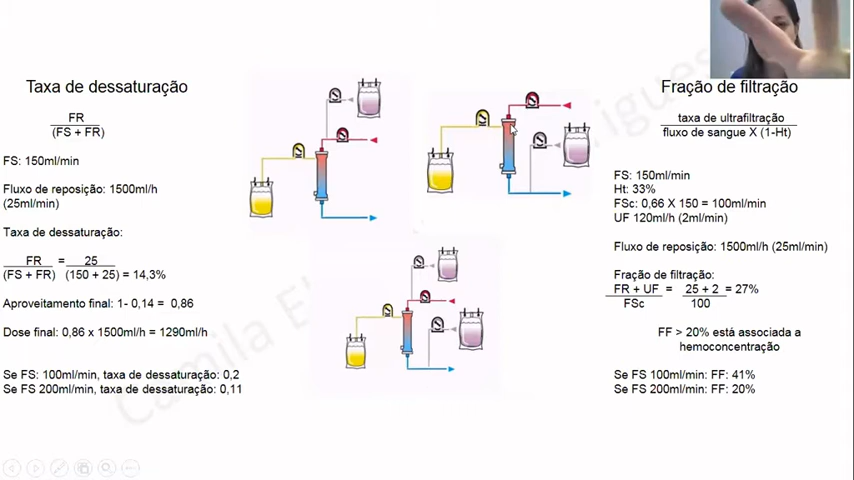 Taxa de dessaturação
FR
(FS + FR)
FS: 150ml/min
Fluxo de reposição: 1500ml/h
(25ml/min)
Taxa de dessaturação:
FR = 25
(FS + FR) (150 + 25) = 14,3%
Aproveitamento final: 1- 0,14 = 0,86
Dose final: 0,86 x 1500ml/h = 1290ml/h
Se FS: 100ml/min, taxa de dessaturação: 0,2
Se FS 200ml/min, taxa de dessaturação: 0,11
Fração de filtração
taxa de ultrafiltração
fluxo de sangue X (1-Ht)
FS: 150ml/min
Ht: 33%
FSc: 0,66 X 150 = 100ml/min
UF 120ml/h (2ml/min)
Fluxo de reposição: 1500ml/h (25ml/min)
Fração de filtração:
FR + UF = 25 + 2 = 27%
FSc 100
FF > 20% está associada a
hemoconcentração
Se FS 100ml/min: FF: 41%
Se FS 200ml/min: FF: 20%
Camila